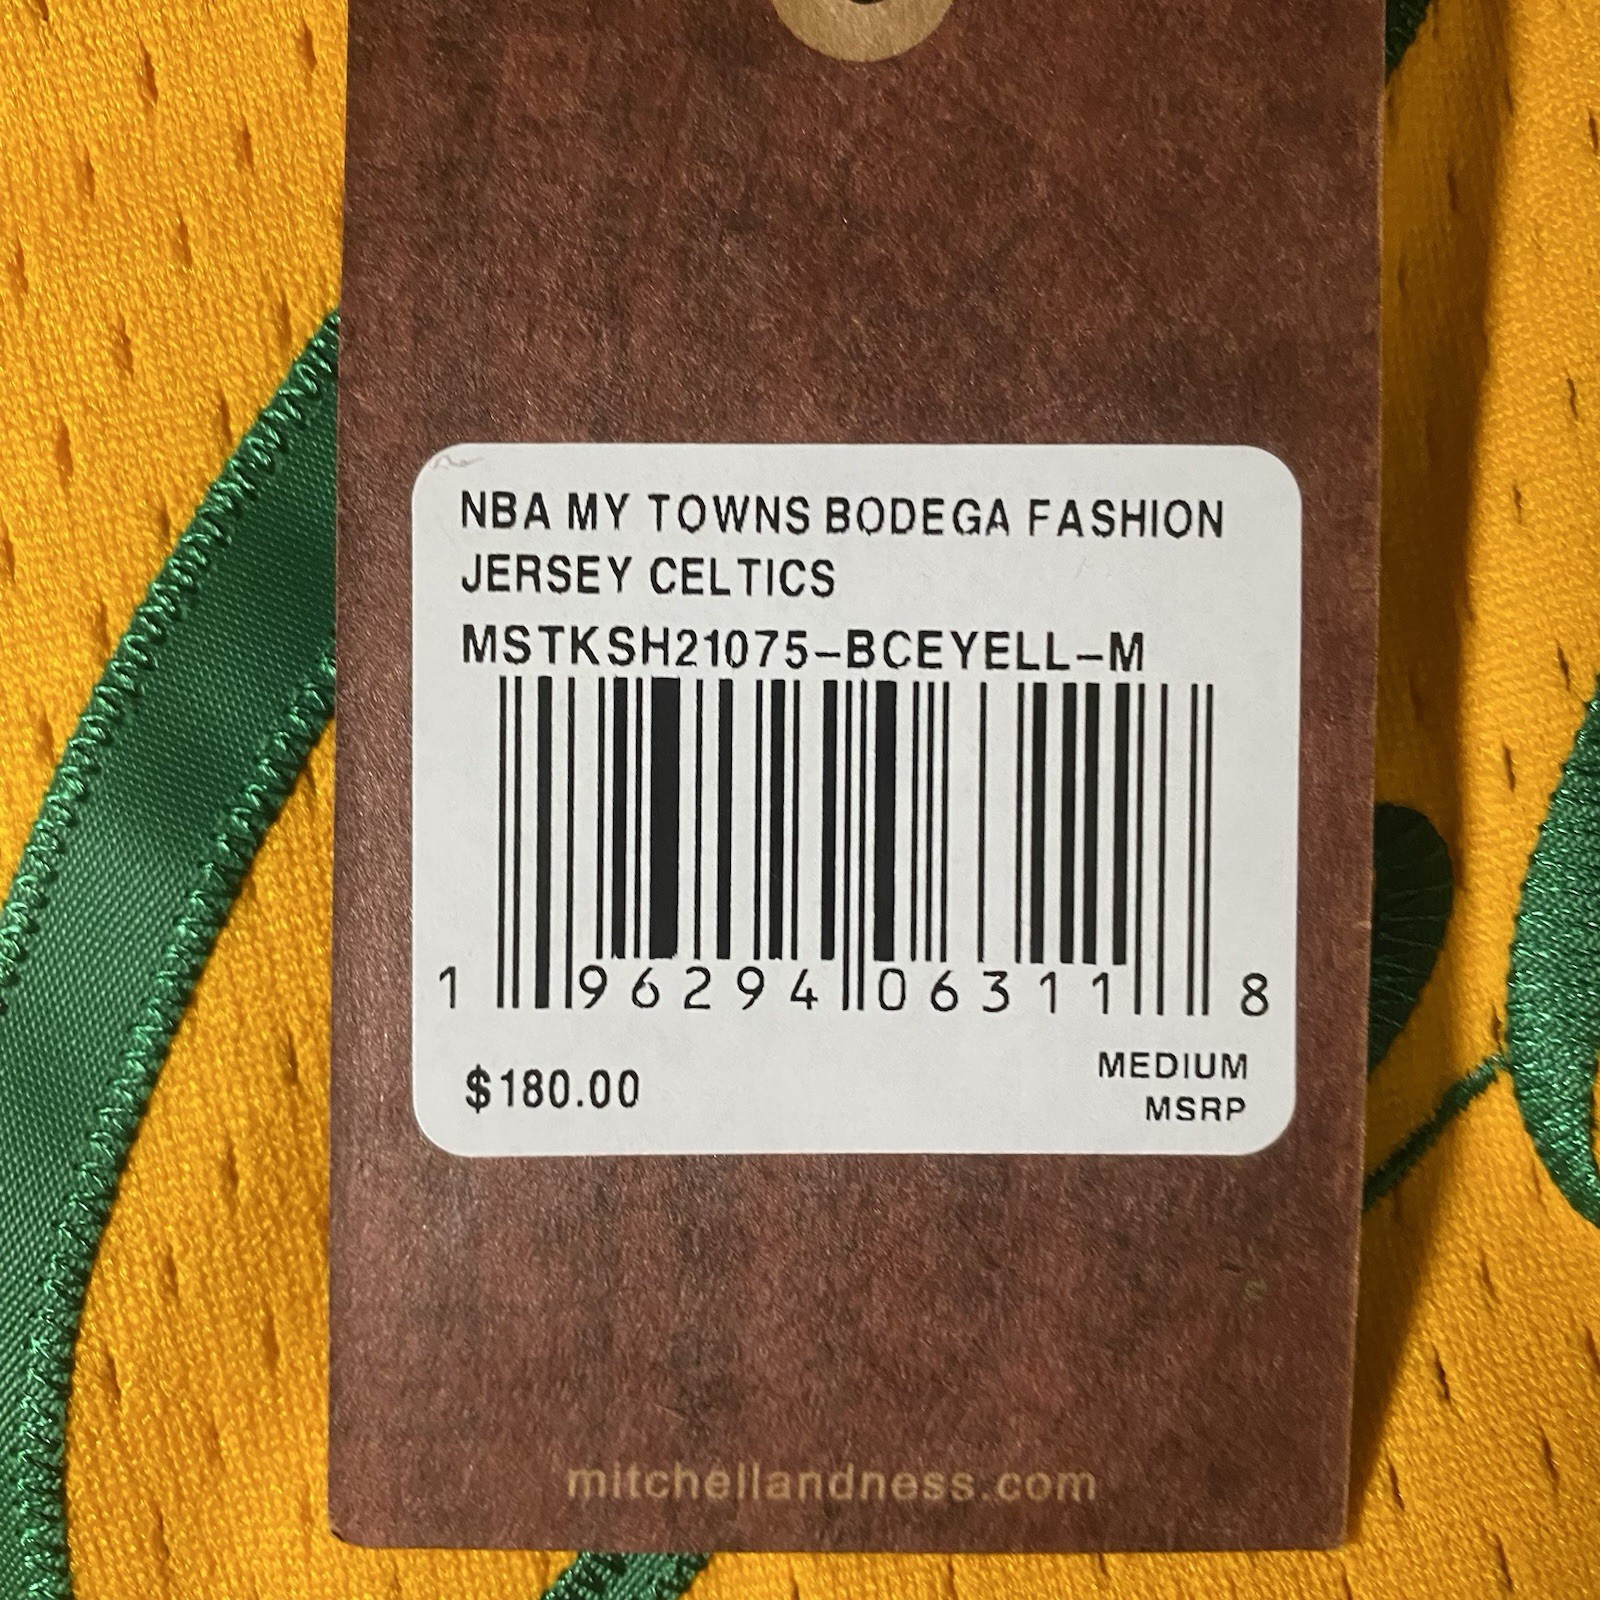 NBA MY TOWNS BODEGA FASHION
JERSEY CELTICS
MSTKSH21075-BCEYELL-M
1 96294 06311 8
$180.00
MEDIUM
MSRP
mitchellandness.com